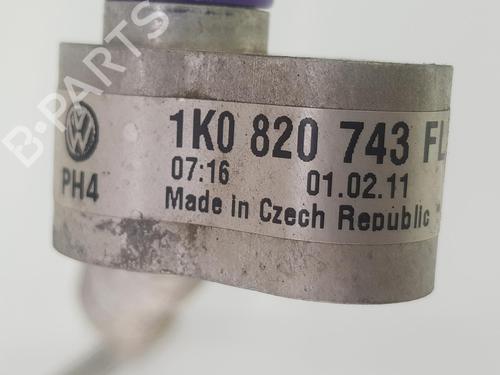 B-PARTS
1K0 820 743 FL
07:16 01.02.11
PH4 Made in Czech Republic